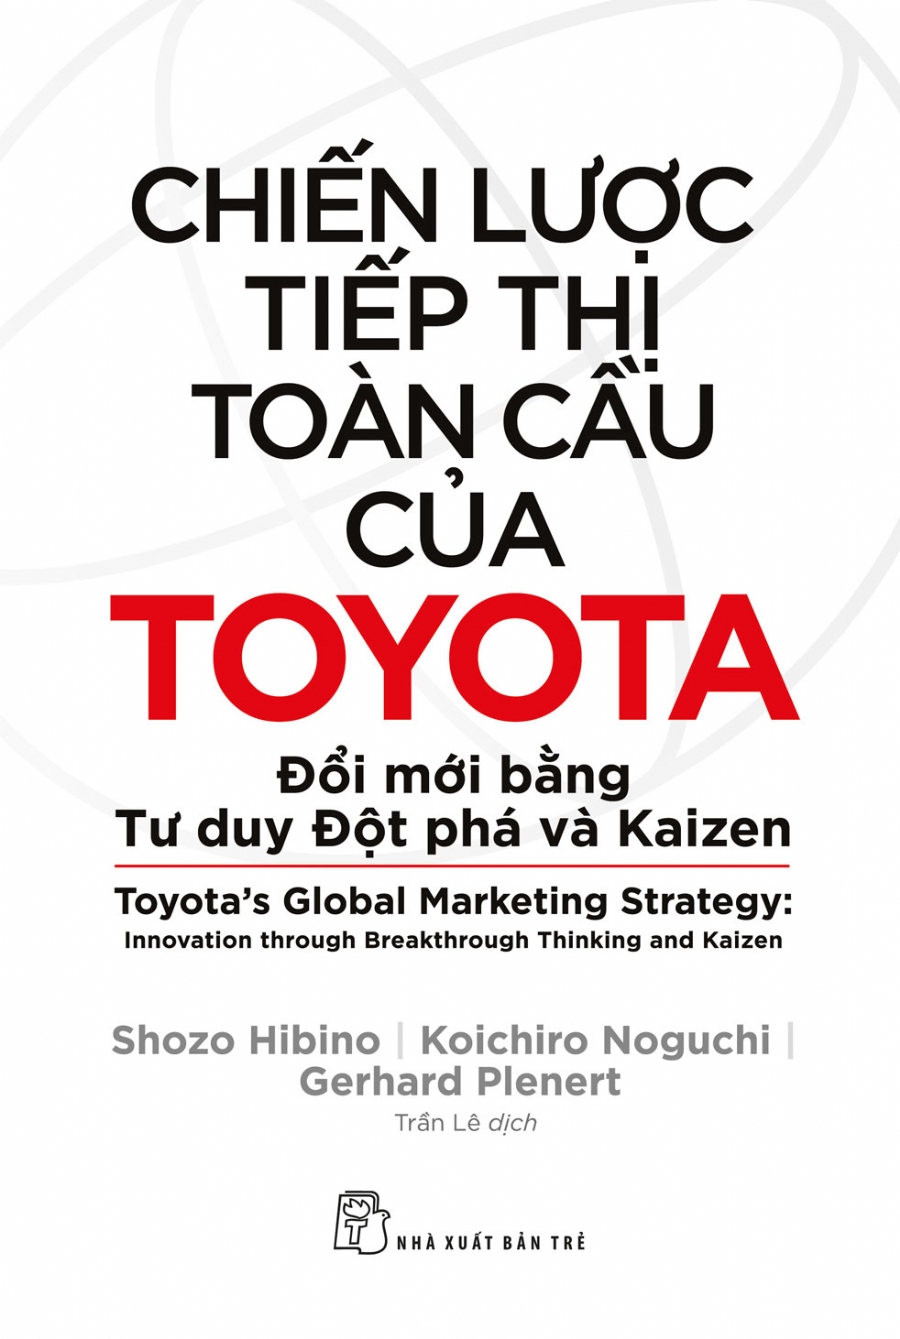 CHIẾN LƯỢC
TIẾP THỊ
TOÀN CẦU
CỦA
TOYOTA
Đổi mới bằng
Tư duy Đột phá và Kaizen
Toyota's Global Marketing Strategy:
Innovation through Breakthrough Thinking and Kaizen
Shozo Hibino | Koichiro Noguchi |
Gerhard Plenert
Trần Lê dịch
T
NHÀ XUẤT BẢN TRẺ